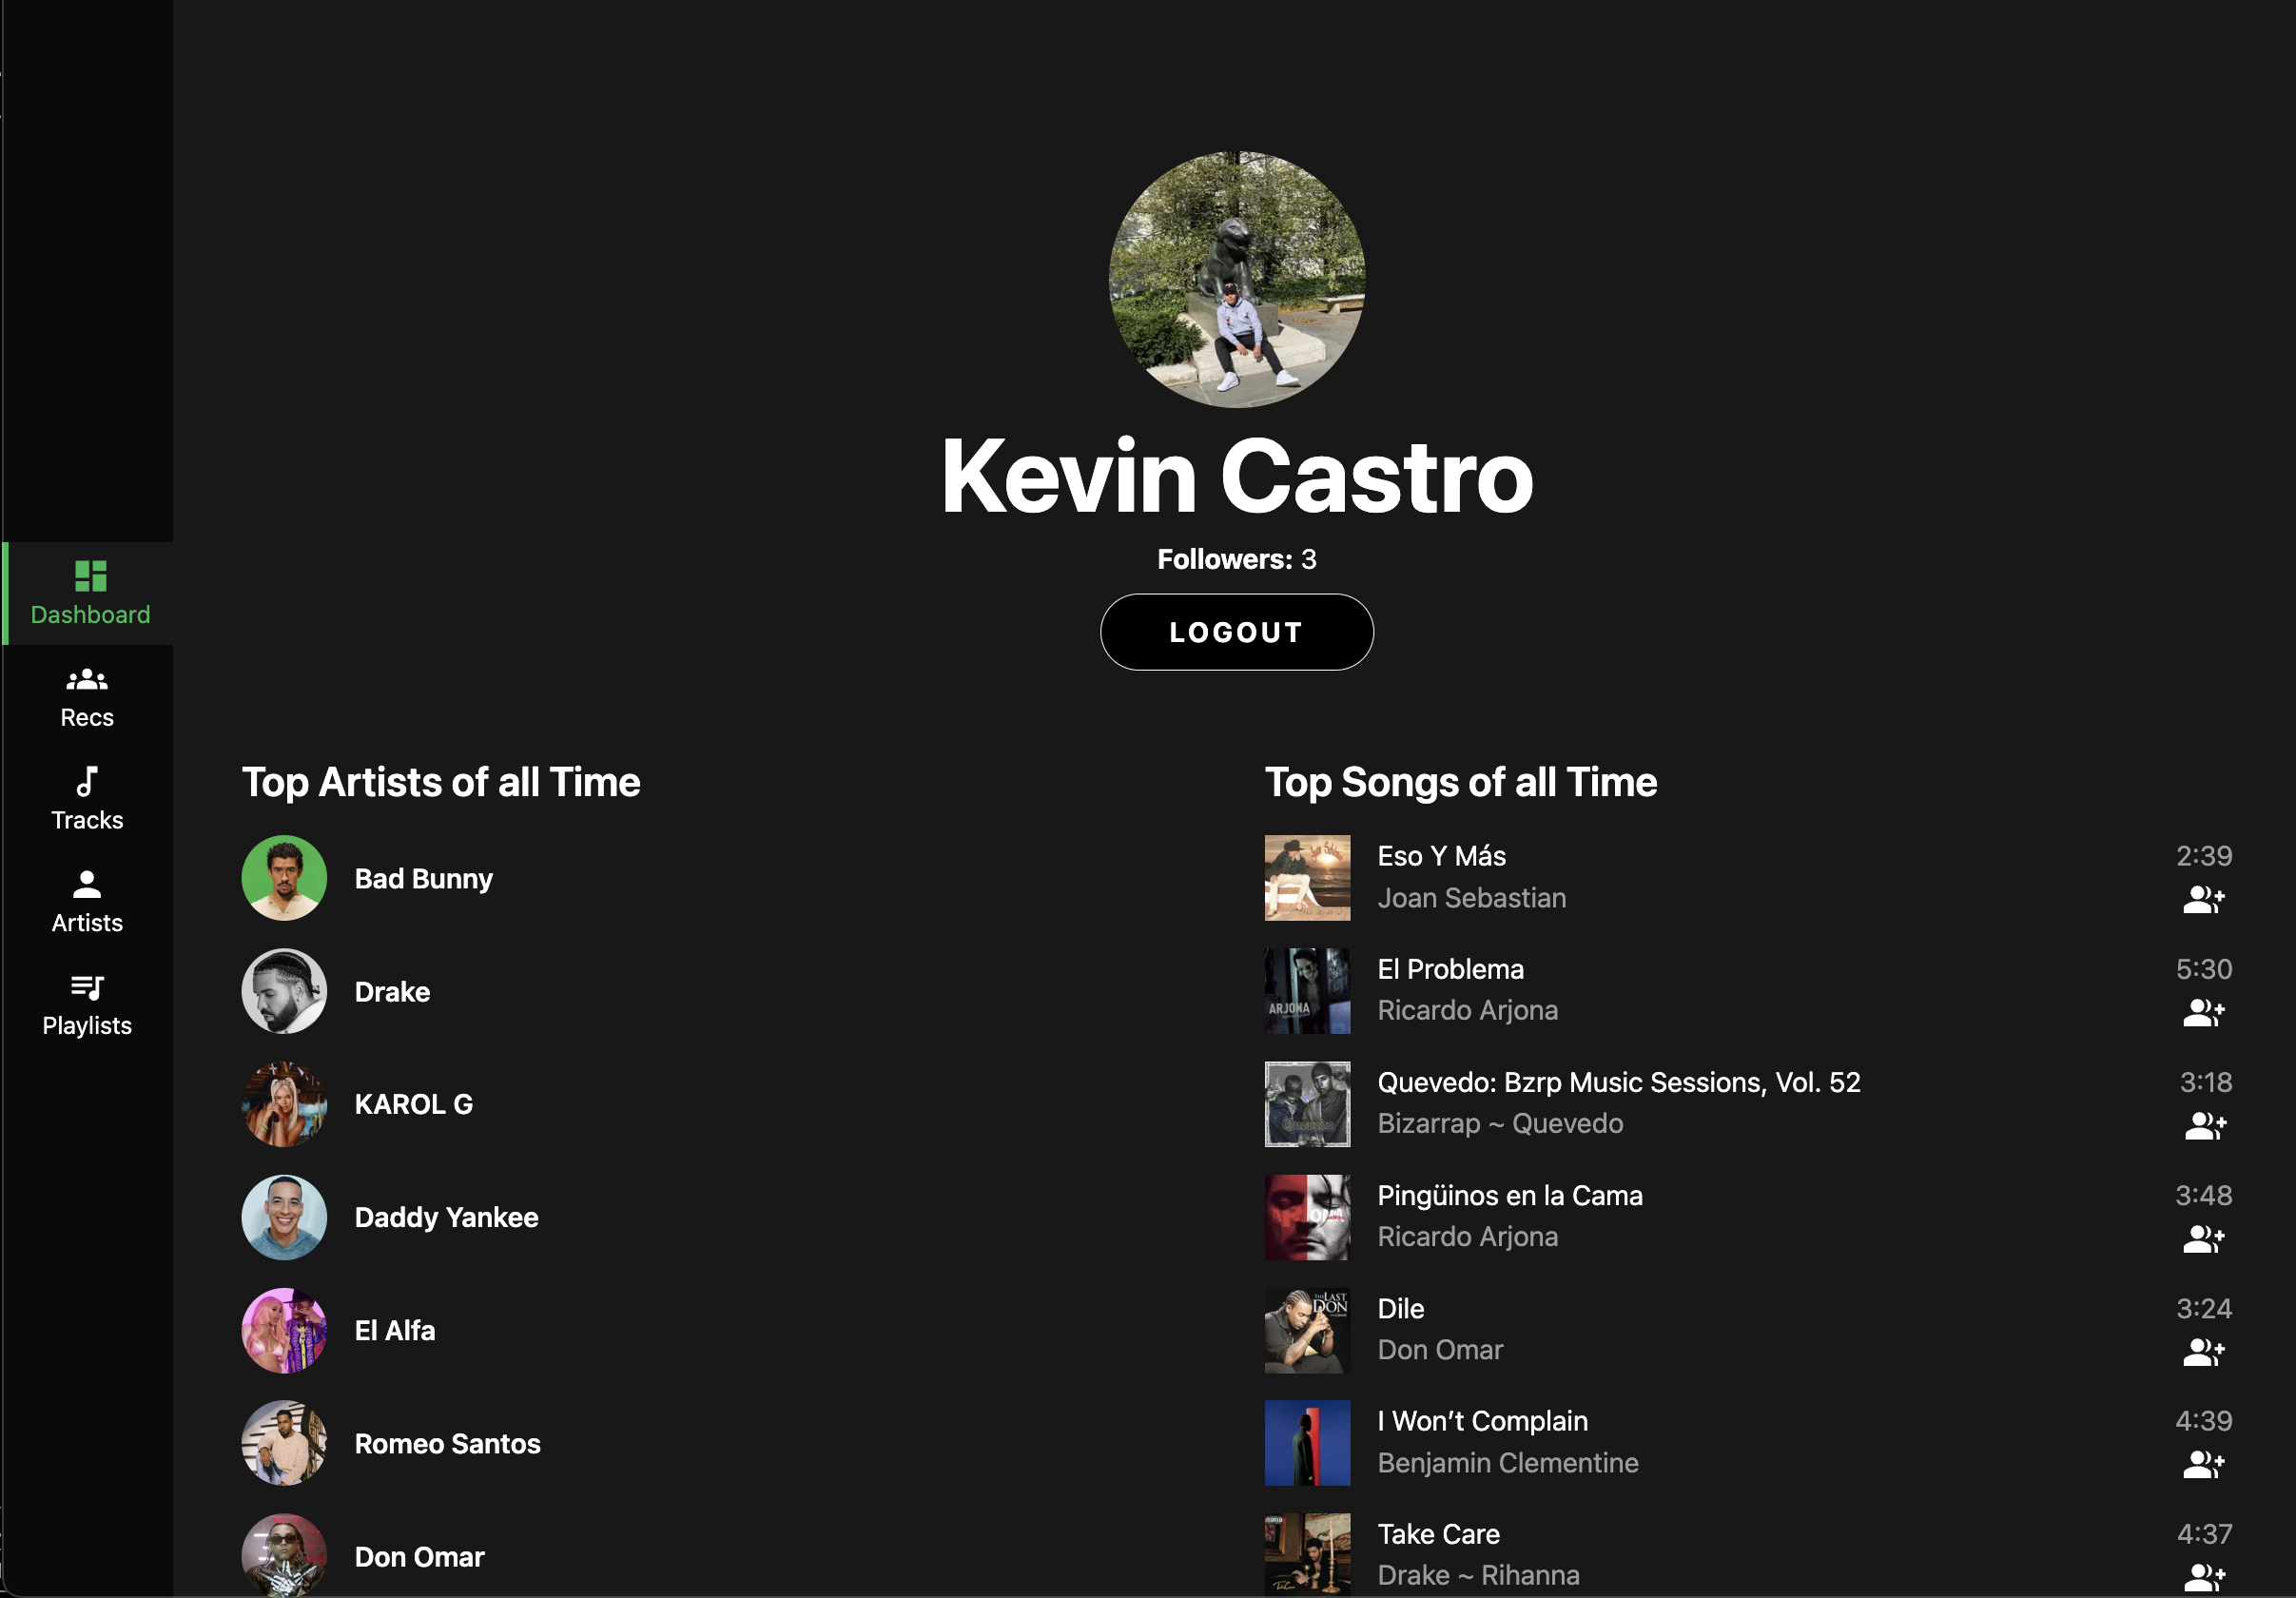 Kevin Castro
Followers: 3
LOGOUT
Dashboard
Recs
Tracks
Artists
Playlists
Top Artists of all Time
Bad Bunny
Drake
KAROL G
Daddy Yankee
El Alfa
Romeo Santos
Don Omar
Top Songs of all Time
Eso Y Más
2:39
Joan Sebastian
ARJONA
El Problema
5:30
Ricardo Arjona
Quevedo: Bzrp Music Sessions, Vol. 52
3:18
Bizarrap ~ Quevedo
Pingüinos en la Cama
3:48
Ricardo Arjona
THE LAST
DON
Dile
3:24
Don Omar
I Won’t Complain
4:39
Benjamin Clementine
Take Care
4:37
Drake ~ Rihanna